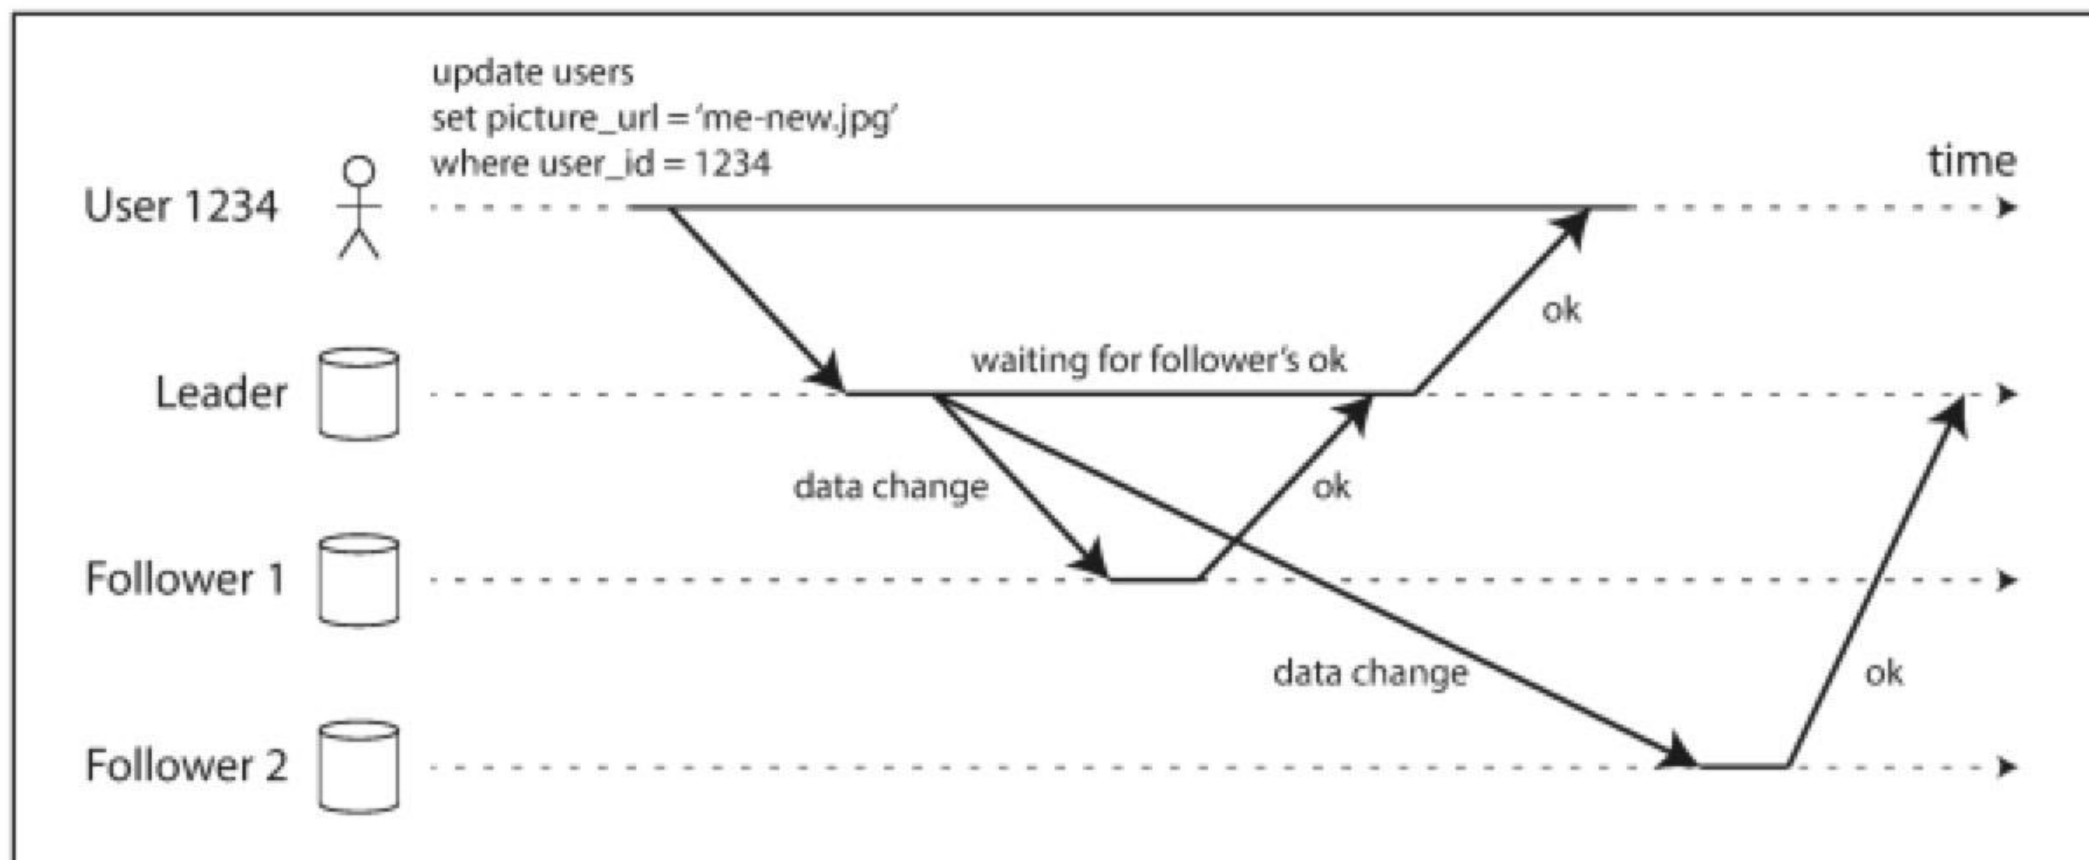 update users
set picture_url = ‘me-new.jpg’
where user_id = 1234
time
User 1234
ok
waiting for follower’s ok
Leader
data change
ok
Follower 1
data change
ok
Follower 2